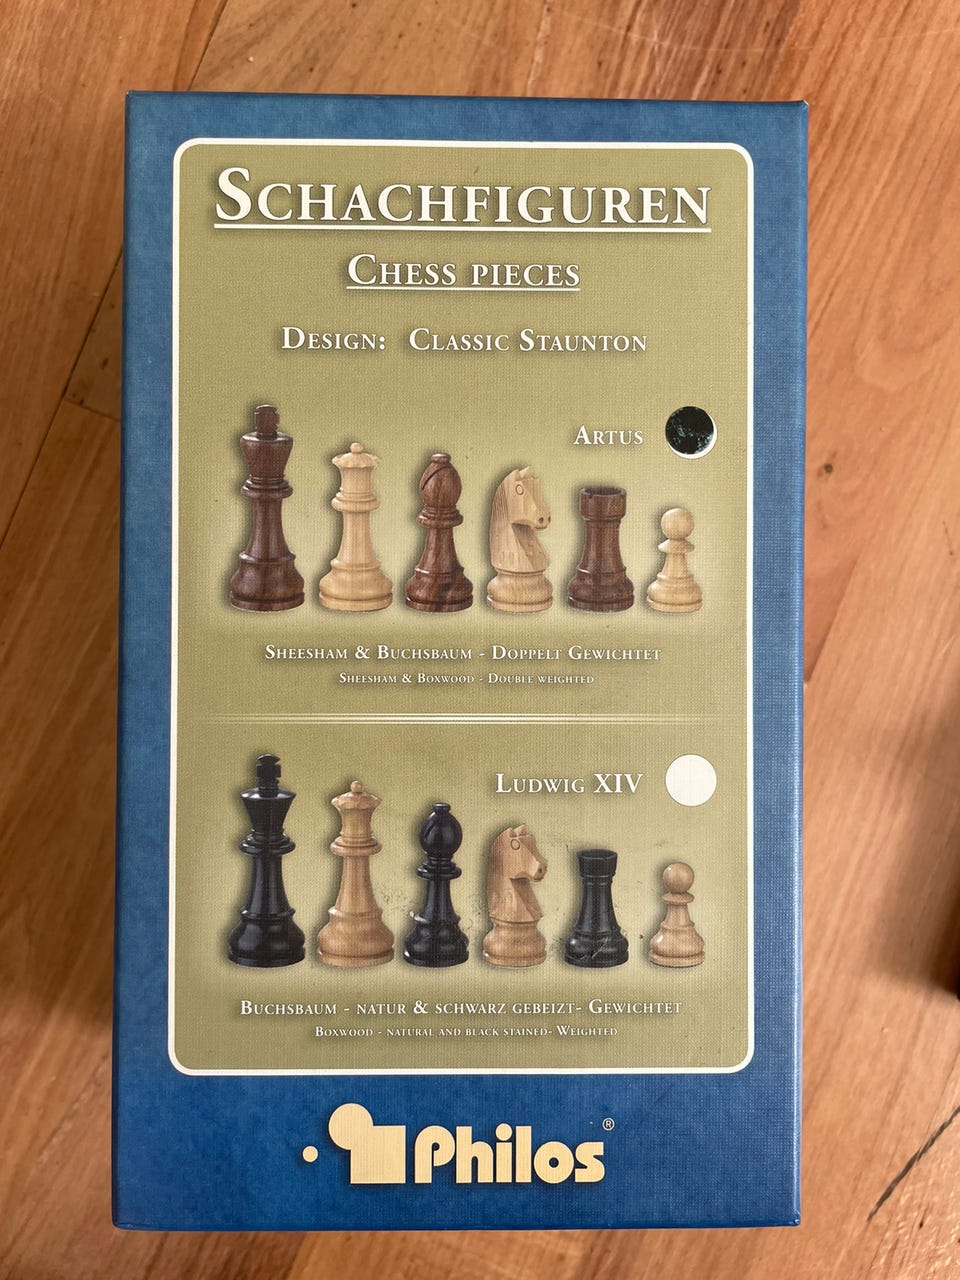 Schachfiguren
Chess pieces
Design: Classic Staunton
Artus
Sheesham & Buchsbaum - Doppelt Gewichtet
Sheesham & Boxwood - Double weighted
Ludwig XIV
Buchsbaum - natur & schwarz gebeizt- Gewichtet
Boxwood - natural and black stained- Weighted
Philos®